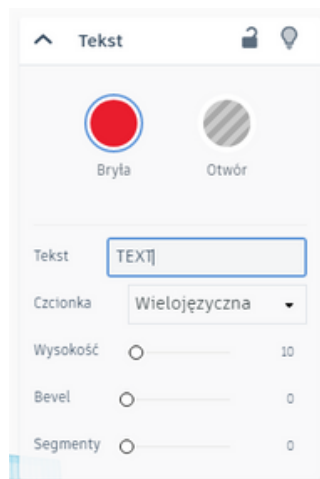 Tekst
Bryła Otwór
Tekst TEXT
Czcionka Wielojęzyczna
Wysokość 10
Bevel 0
Segmenty 0